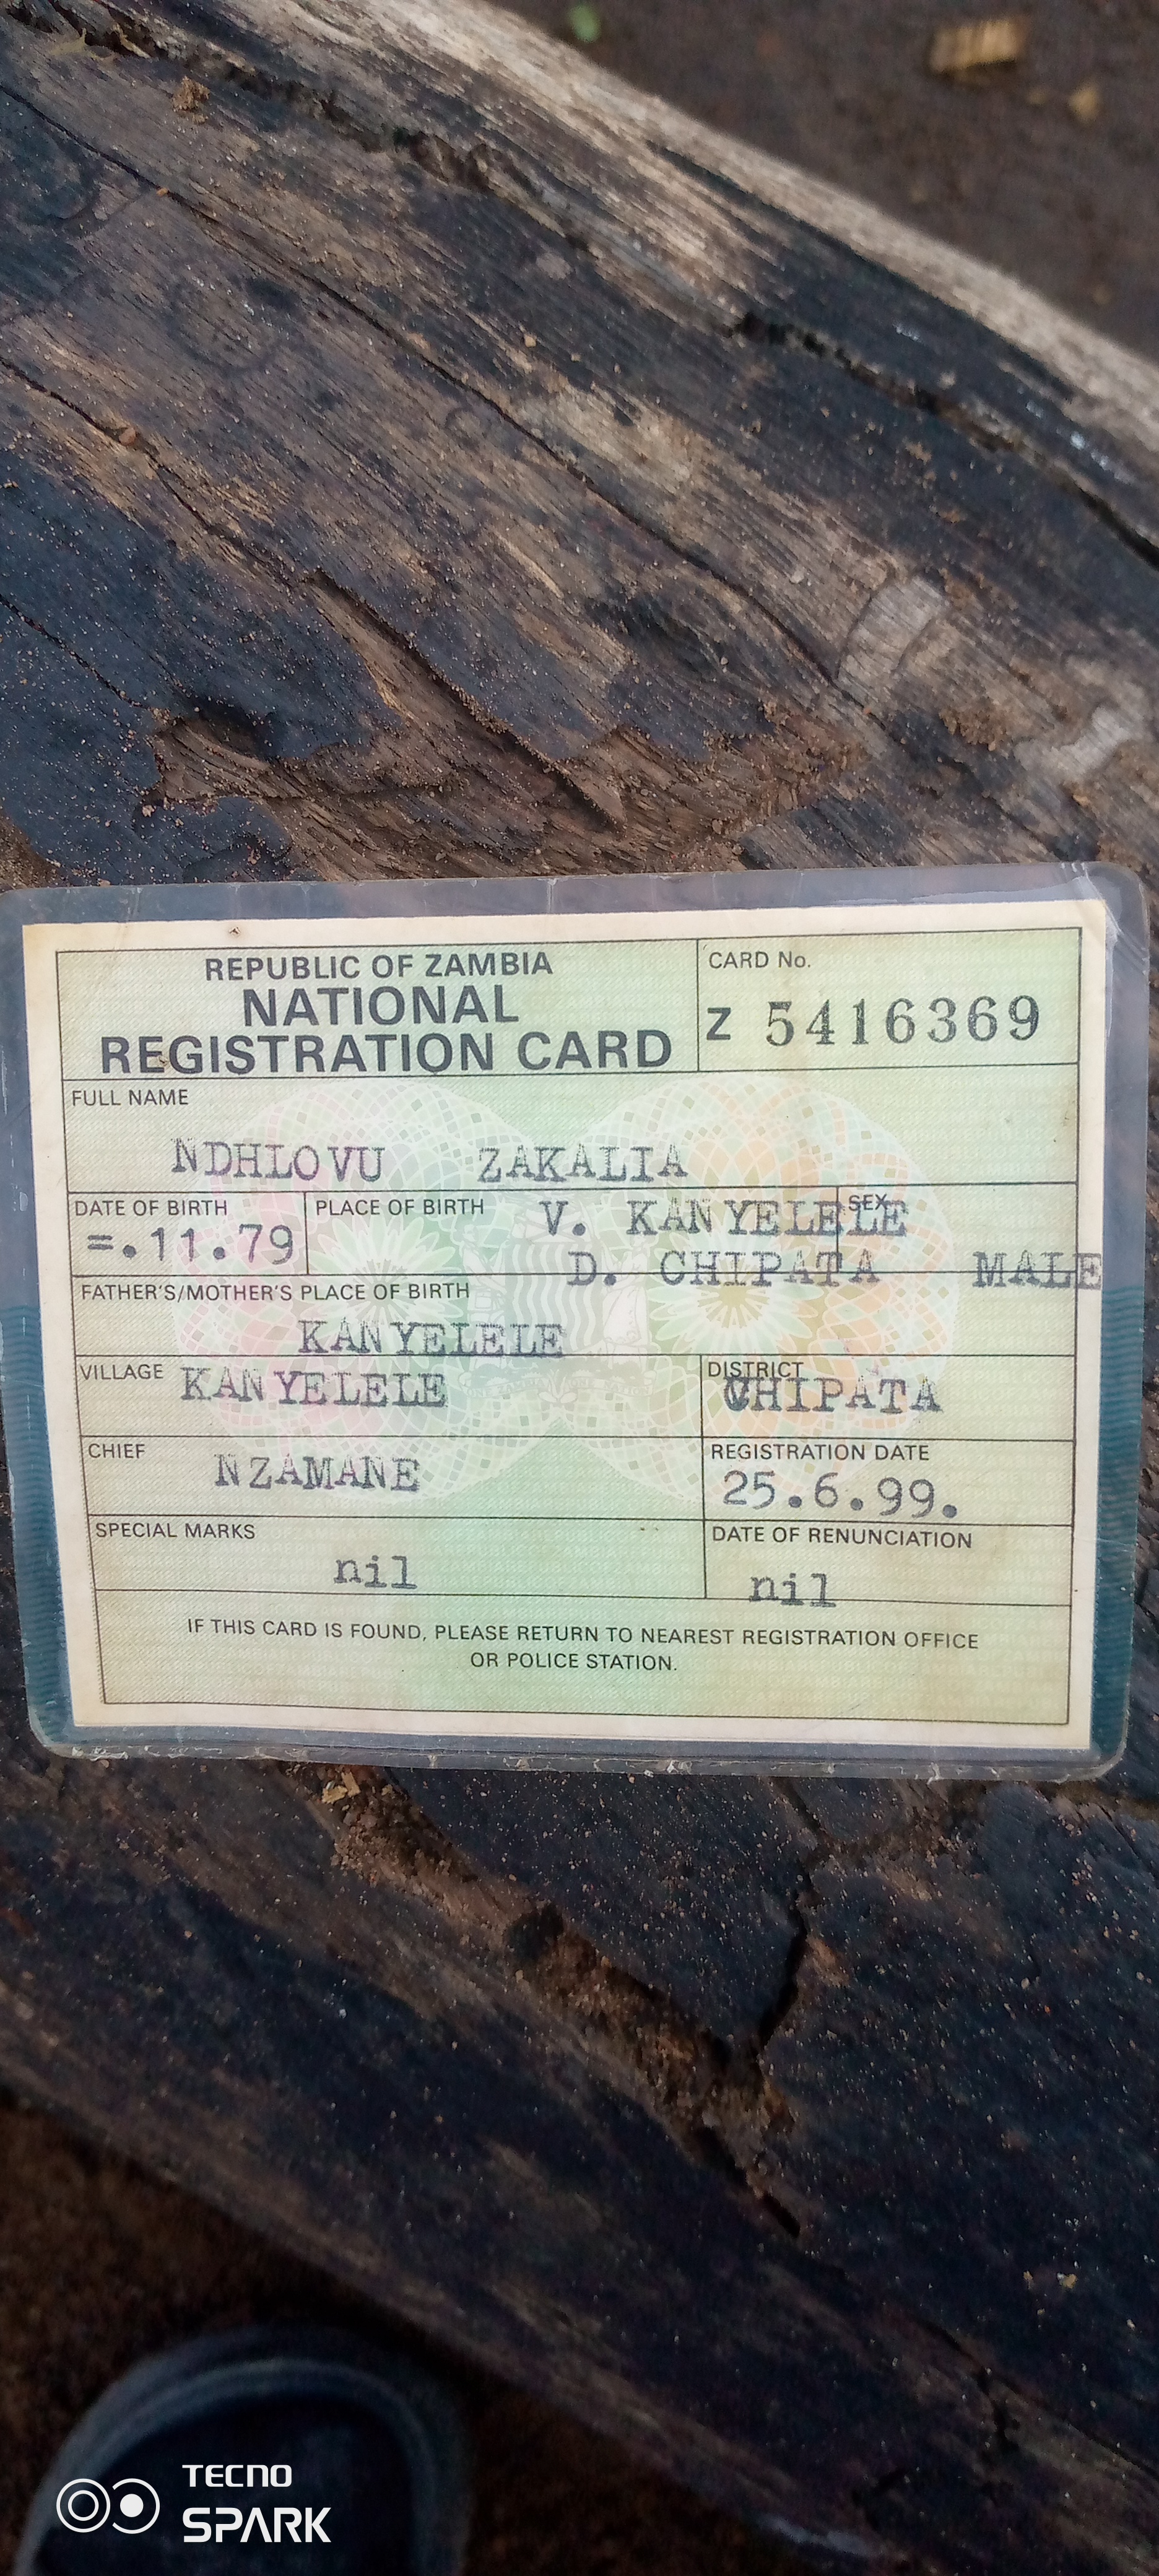 REPUBLIC OF ZAMBIA
NATIONAL
REGISTRATION CARD
CARD No.
Z 5416369
FULL NAME
NDHLOVU ZAKALIA
DATE OF BIRTH
=.11.79
PLACE OF BIRTH
V. KANYELELE
D. CHIPATA
SEX
MALE
FATHER'S/MOTHER'S PLACE OF BIRTH
KANYELELE
VILLAGE KANYELELE
DISTRICT
CHIPATA
CHIEF
NZAMANE
REGISTRATION DATE
25.6.99.
SPECIAL MARKS
nil
DATE OF RENUNCIATION
nil
IF THIS CARD IS FOUND, PLEASE RETURN TO NEAREST REGISTRATION OFFICE
OR POLICE STATION.
TECNO
SPARK